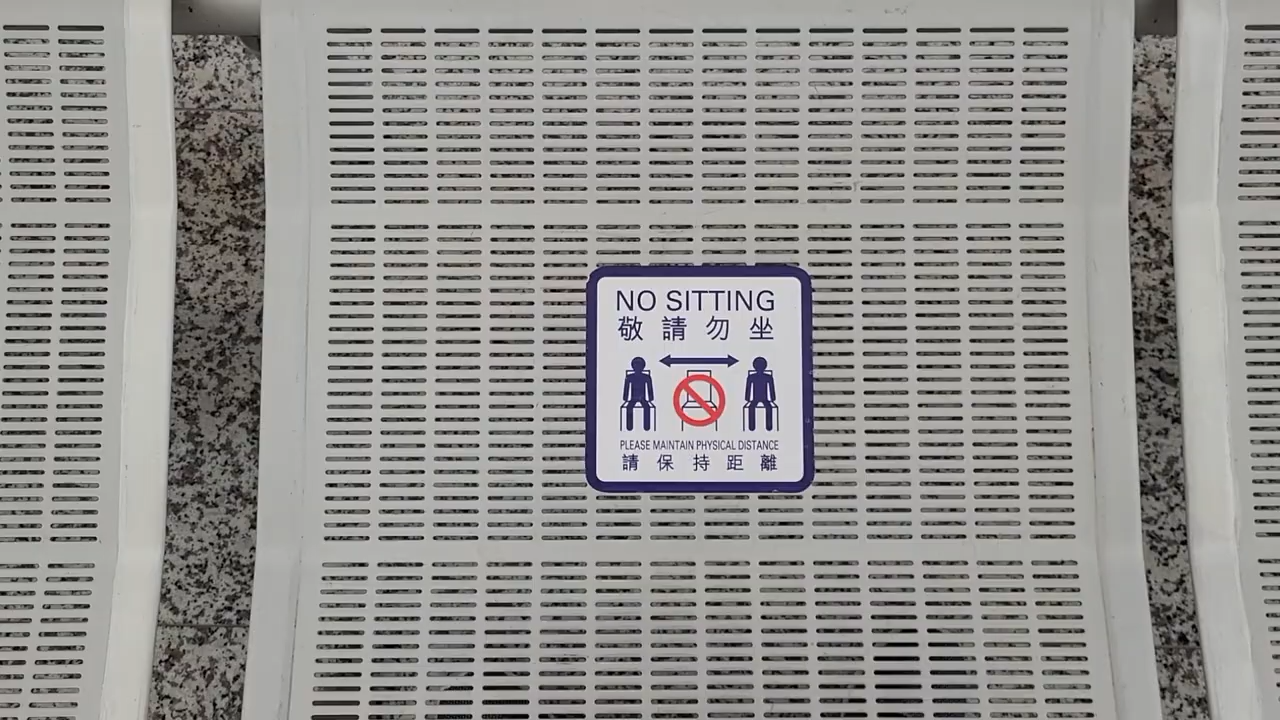 NO SITTING
敬請勿坐
PLEASE MAINTAIN PHYSICAL DISTANCE
請保持距離